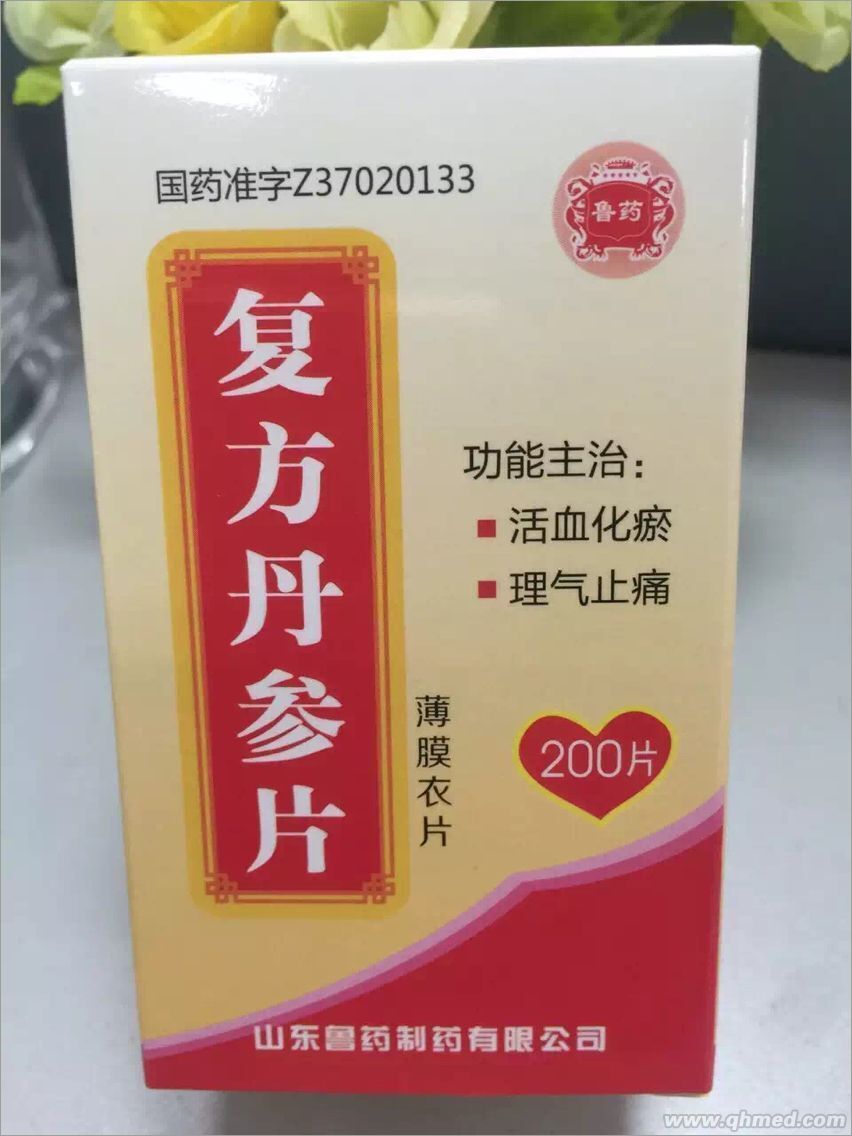 国药准字Z37020133
鲁药
复方丹参片
薄膜衣片
功能主治:
活血化瘀
理气止痛
200片
山东鲁药制药有限公司
www.qhmed.com